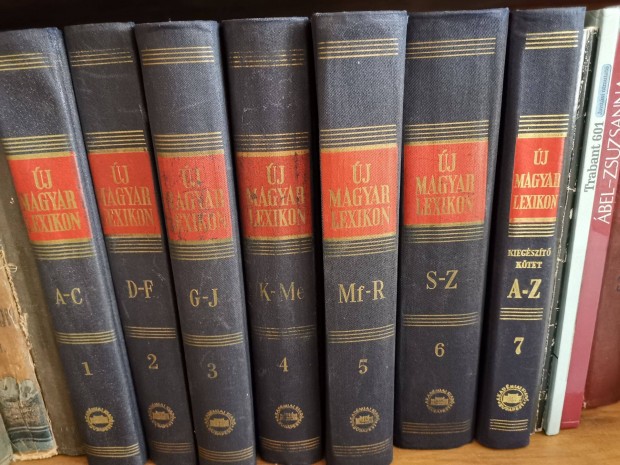 ÚJ
MAGYAR
LEXIKON
A-C
1
ÚJ
MAGYAR
LEXIKON
D-F
2
ÚJ
MAGYAR
LEXIKON
G-J
3
ÚJ
MAGYAR
LEXIKON
K-Me
4
ÚJ
MAGYAR
LEXIKON
Mf-R
5
ÚJ
MAGYAR
LEXIKON
S-Z
6
ÚJ
MAGYAR
LEXIKON
KIEGÉSZÍTŐ
KÖTET
A-Z
7
Trabant 601
ÁBEL-ZSUZSANNA